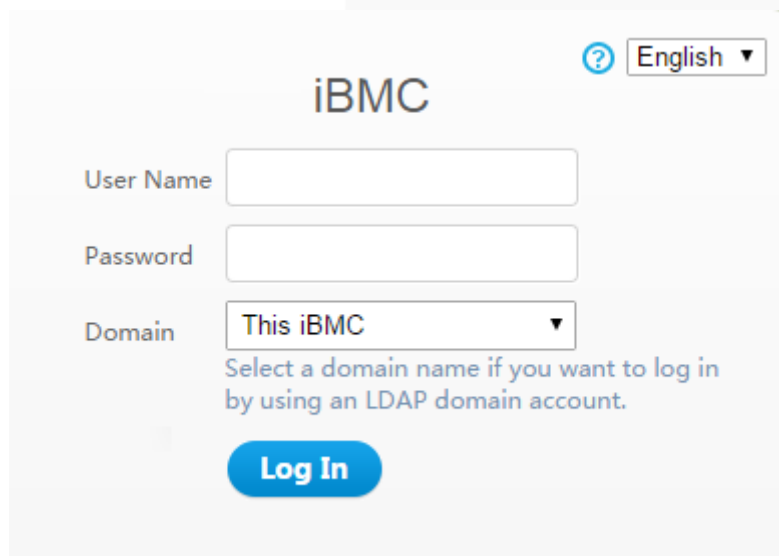 ? English
iBMC
User Name
Password
Domain This iBMC
Select a domain name if you want to log in
by using an LDAP domain account.
Log In